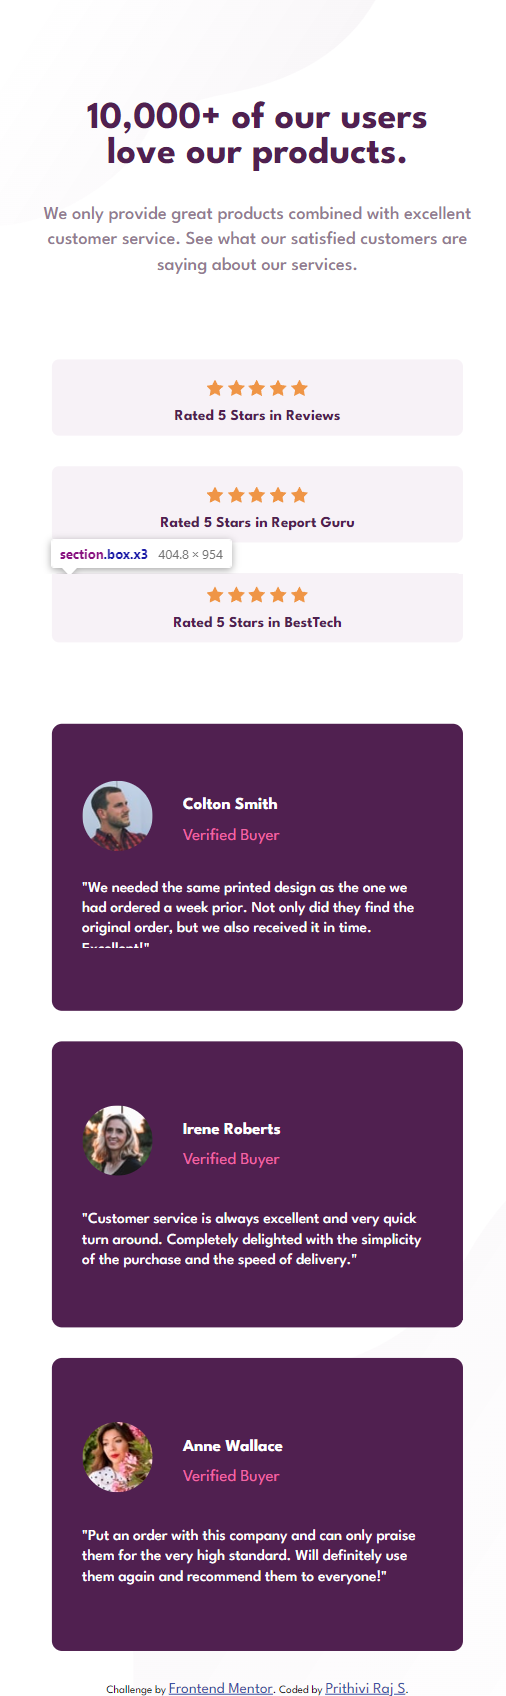 10,000+ of our users
love our products.
We only provide great products combined with excellent
customer service. See what our satisfied customers are
saying about our services.
Rated 5 Stars in Reviews
Rated 5 Stars in Report Guru
section.box.x3 404.8 × 954
Rated 5 Stars in BestTech
Colton Smith
Verified Buyer
"We needed the same printed design as the one we
had ordered a week prior. Not only did they find the
original order, but we also received it in time.
Excellent!"
Irene Roberts
Verified Buyer
"Customer service is always excellent and very quick
turn around. Completely delighted with the simplicity
of the purchase and the speed of delivery."
Anne Wallace
Verified Buyer
"Put an order with this company and can only praise
them for the very high standard. Will definitely use
them again and recommend them to everyone!"
Challenge by Frontend Mentor. Coded by Prithivi Raj S.